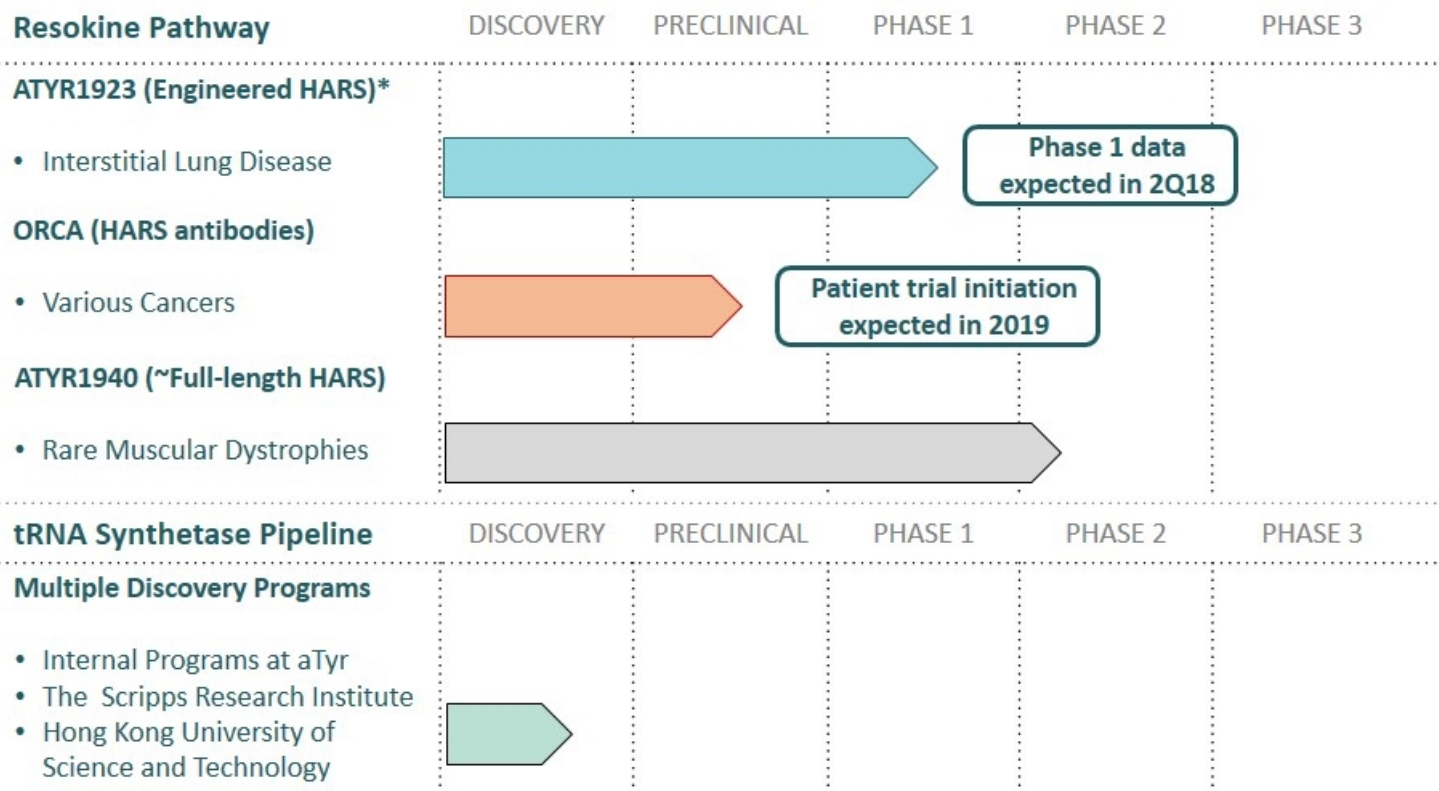 Resokine Pathway DISCOVERY PRECLINICAL PHASE 1 PHASE 2 PHASE 3
ATYR1923 (Engineered HARS)*
• Interstitial Lung Disease
Phase 1 data
expected in 2Q18
ORCA (HARS antibodies)
• Various Cancers
Patient trial initiation
expected in 2019
ATYR1940 (~Full-length HARS)
• Rare Muscular Dystrophies
tRNA Synthetase Pipeline DISCOVERY PRECLINICAL PHASE 1 PHASE 2 PHASE 3
Multiple Discovery Programs
• Internal Programs at aTyr
• The Scripps Research Institute
• Hong Kong University of
Science and Technology